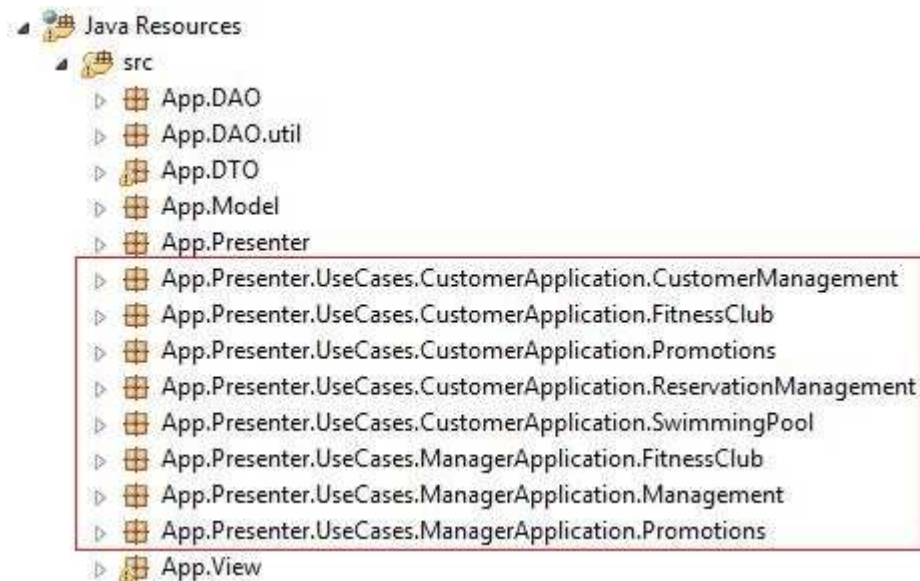 Java Resources
src
App.DAO
App.DAO.util
App.DTO
App.Model
App.Presenter
App.Presenter.UseCases.CustomerApplication.CustomerManagement
App.Presenter.UseCases.CustomerApplication.FitnessClub
App.Presenter.UseCases.CustomerApplication.Promotions
App.Presenter.UseCases.CustomerApplication.ReservationManagement
App.Presenter.UseCases.CustomerApplication.SwimmingPool
App.Presenter.UseCases.ManagerApplication.FitnessClub
App.Presenter.UseCases.ManagerApplication.Management
App.Presenter.UseCases.ManagerApplication.Promotions
App.View